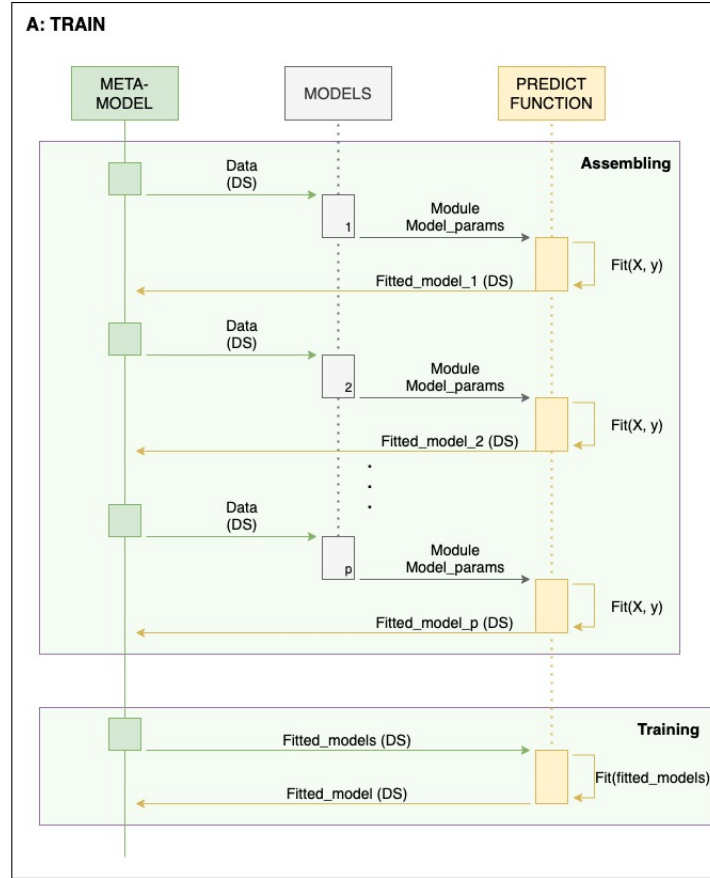 A: TRAIN
META-
MODEL
MODELS
PREDICT
FUNCTION
Assembling
Data
(DS)
1
Module
Model_params
Fit(X, y)
Fitted_model_1 (DS)
Data
(DS)
2
Module
Model_params
Fit(X, y)
Fitted_model_2 (DS)
.
.
.
Data
(DS)
p
Module
Model_params
Fit(X, y)
Fitted_model_p (DS)
Training
Fitted_models (DS)
Fit(fitted_models)
Fitted_model (DS)